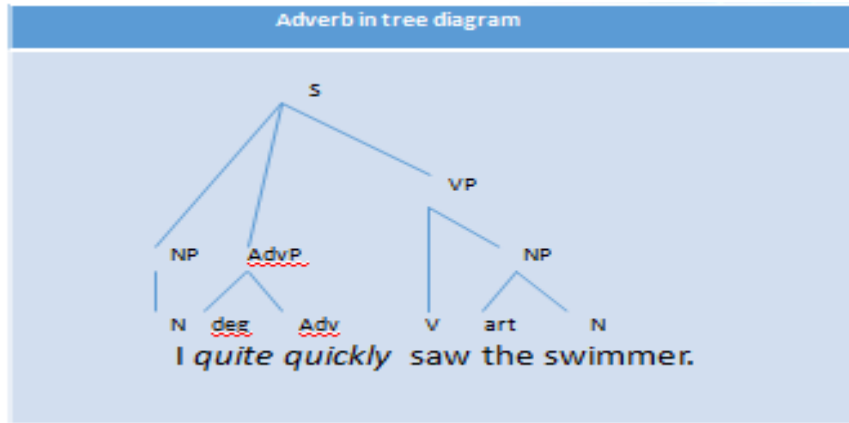 Adverb in tree diagram
S
VP
NP AdvP NP
N deg Adv V art N
I quite quickly saw the swimmer.